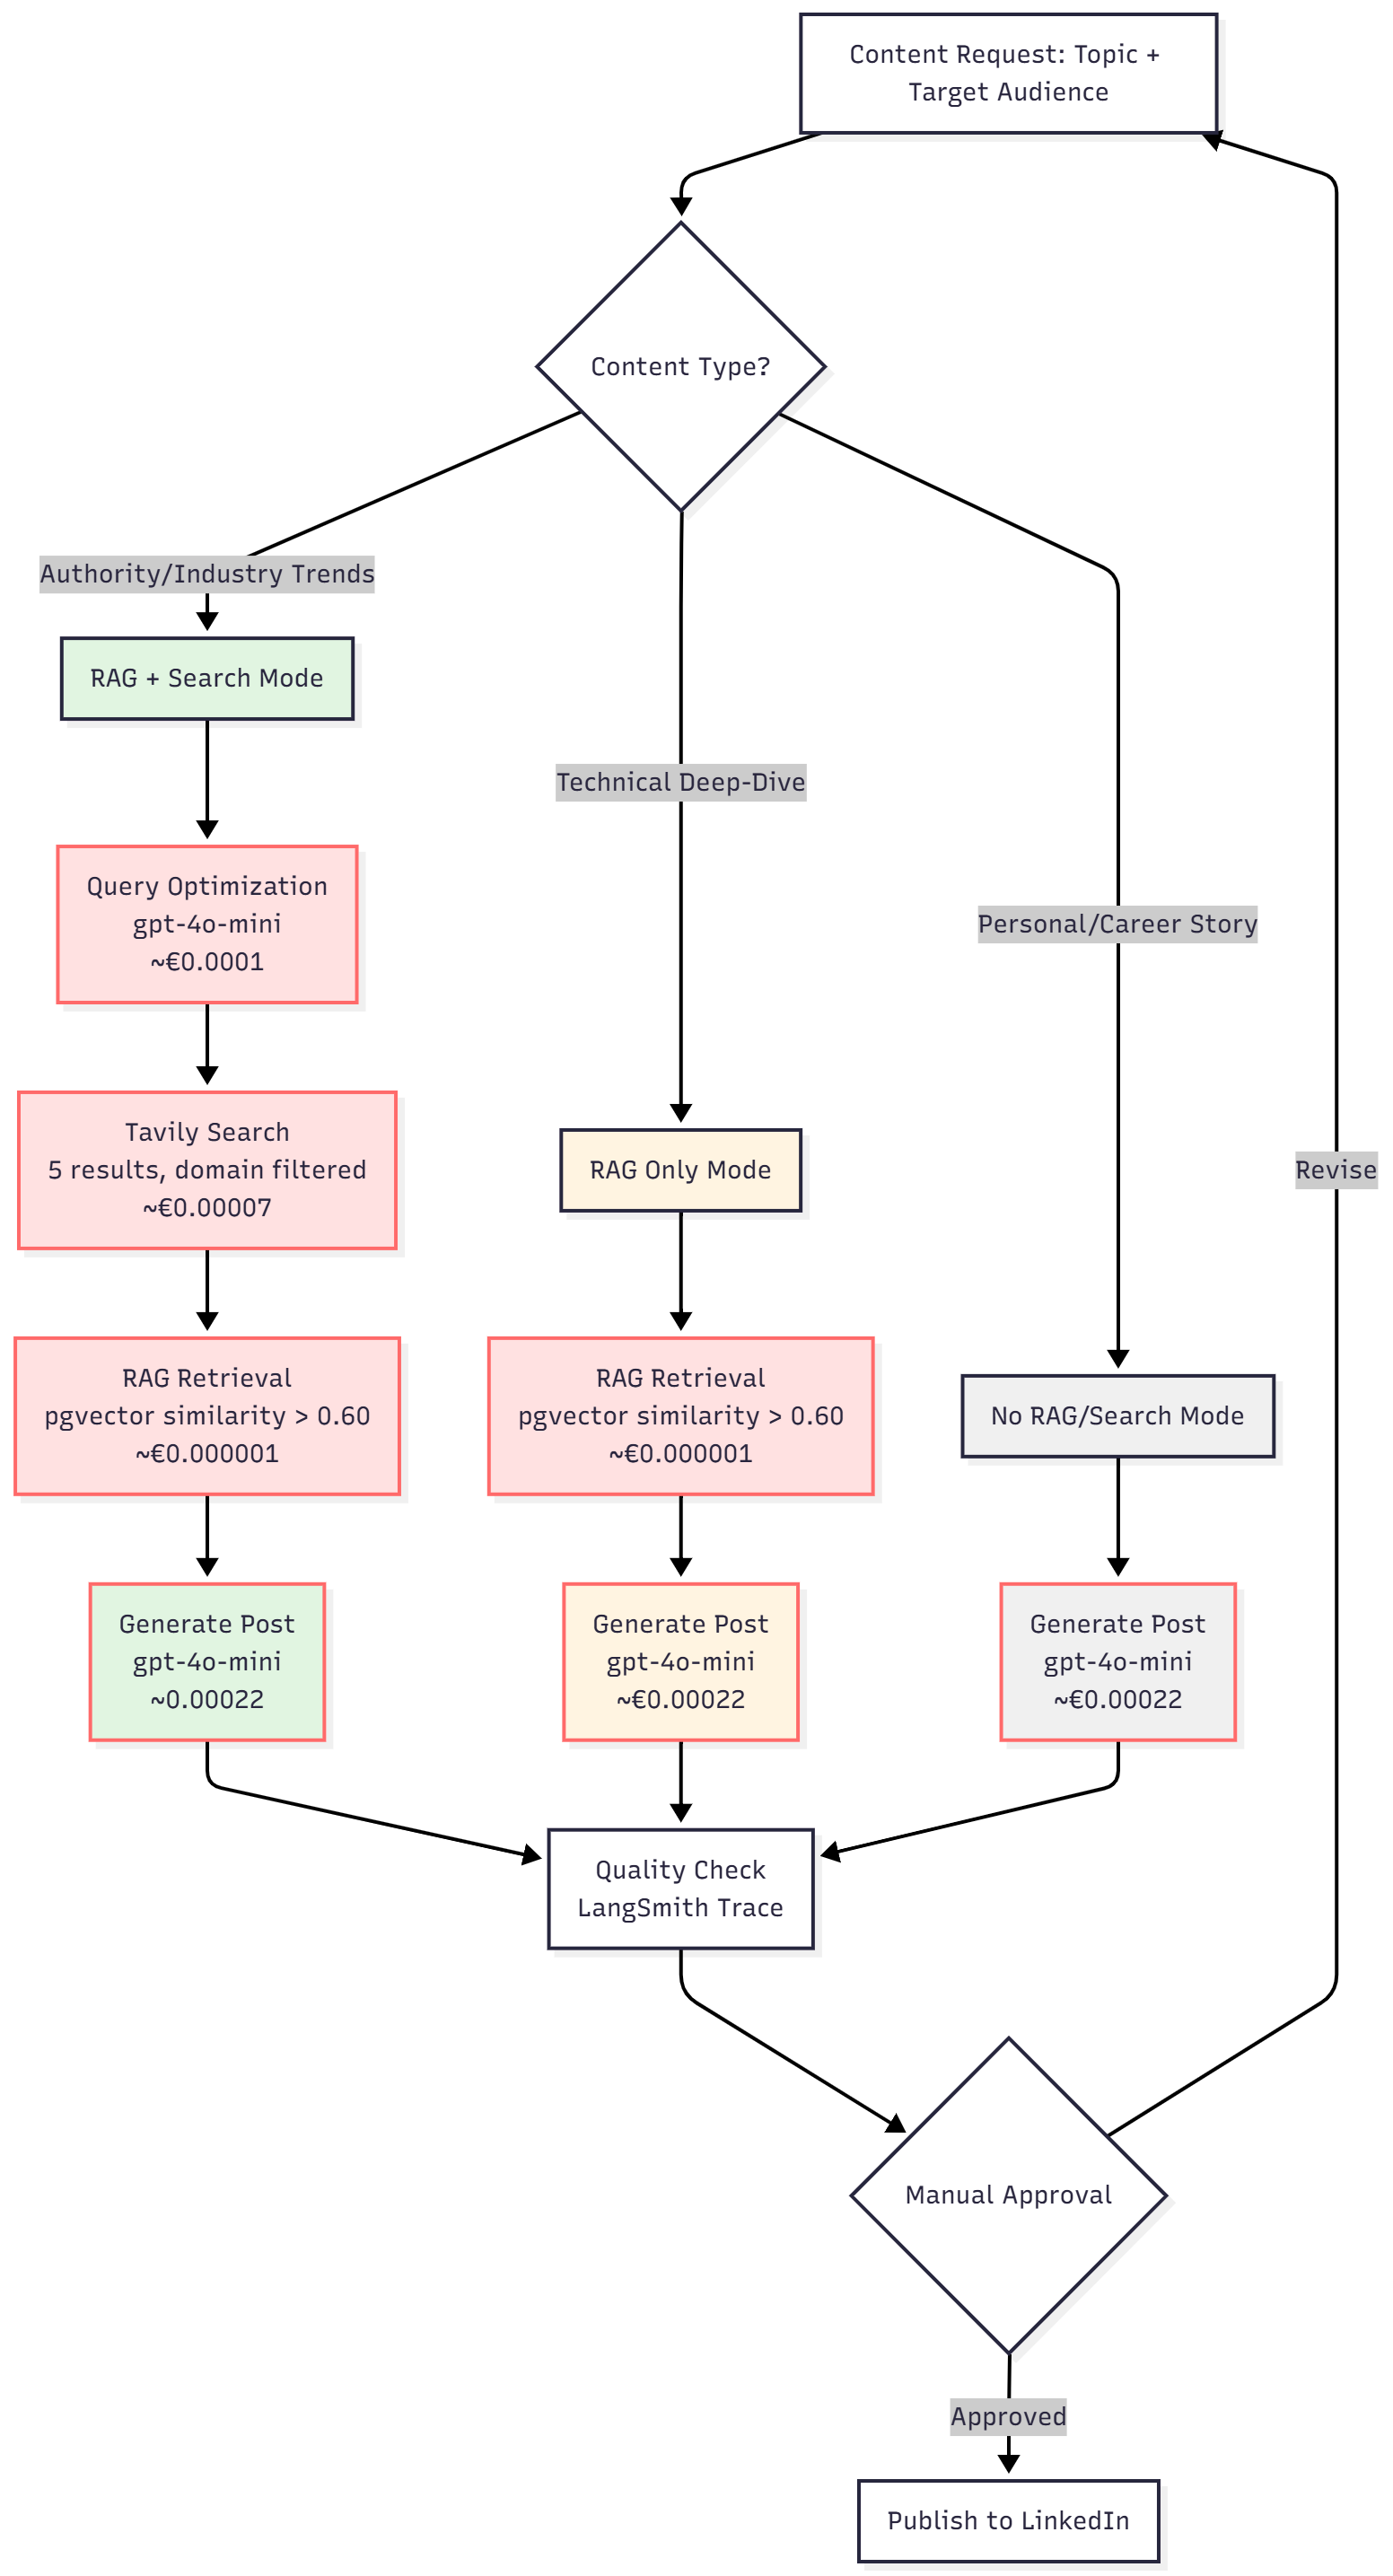 Content Request: Topic +
Target Audience
Content Type?
Authority/Industry Trends
RAG + Search Mode
Query Optimization
gpt-4o-mini
~€0.0001
Tavily Search
5 results, domain filtered
~€0.00007
RAG Retrieval
pgvector similarity > 0.60
~€0.000001
Generate Post
gpt-4o-mini
~0.00022
Technical Deep-Dive
RAG Only Mode
RAG Retrieval
pgvector similarity > 0.60
~€0.000001
Generate Post
gpt-4o-mini
~€0.00022
Personal/Career Story
No RAG/Search Mode
Generate Post
gpt-4o-mini
~€0.00022
Quality Check
LangSmith Trace
Manual Approval
Revise
Approved
Publish to LinkedIn